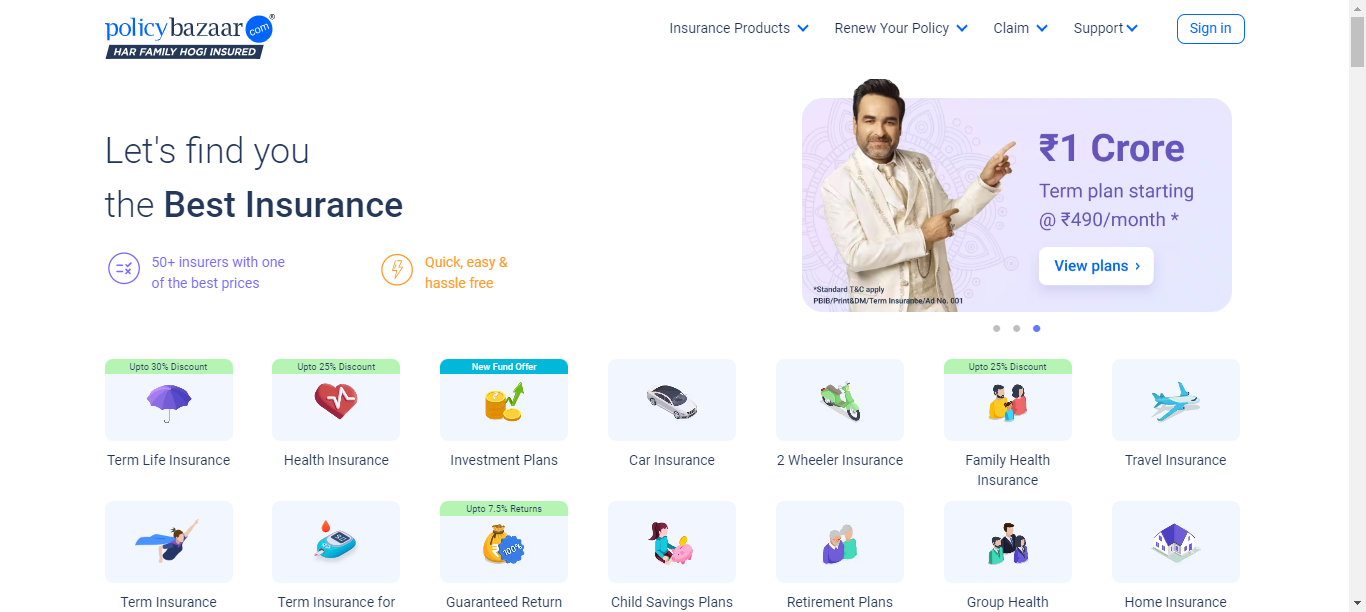 policybazaar.com®
HAR FAMILY HOGI INSURED
Insurance Products
Renew Your Policy
Claim
Support
Sign in
Let's find you
the Best Insurance
50+ insurers with one
of the best prices
Quick, easy &
hassle free
₹1 Crore
Term plan starting
@ ₹490/month *
View plans ›
*Standard T&C apply
PBIB/Print&DM/Term Insurance/Ad No. 001
Upto 30% Discount
Upto 25% Discount
New Fund Offer
Upto 25% Discount
Term Life Insurance
Health Insurance
Investment Plans
Car Insurance
2 Wheeler Insurance
Family Health
Insurance
Travel Insurance
Upto 7.5% Returns
100%
Term Insurance
Term Insurance for
Guaranteed Return
Child Savings Plans
Retirement Plans
Group Health
Home Insurance